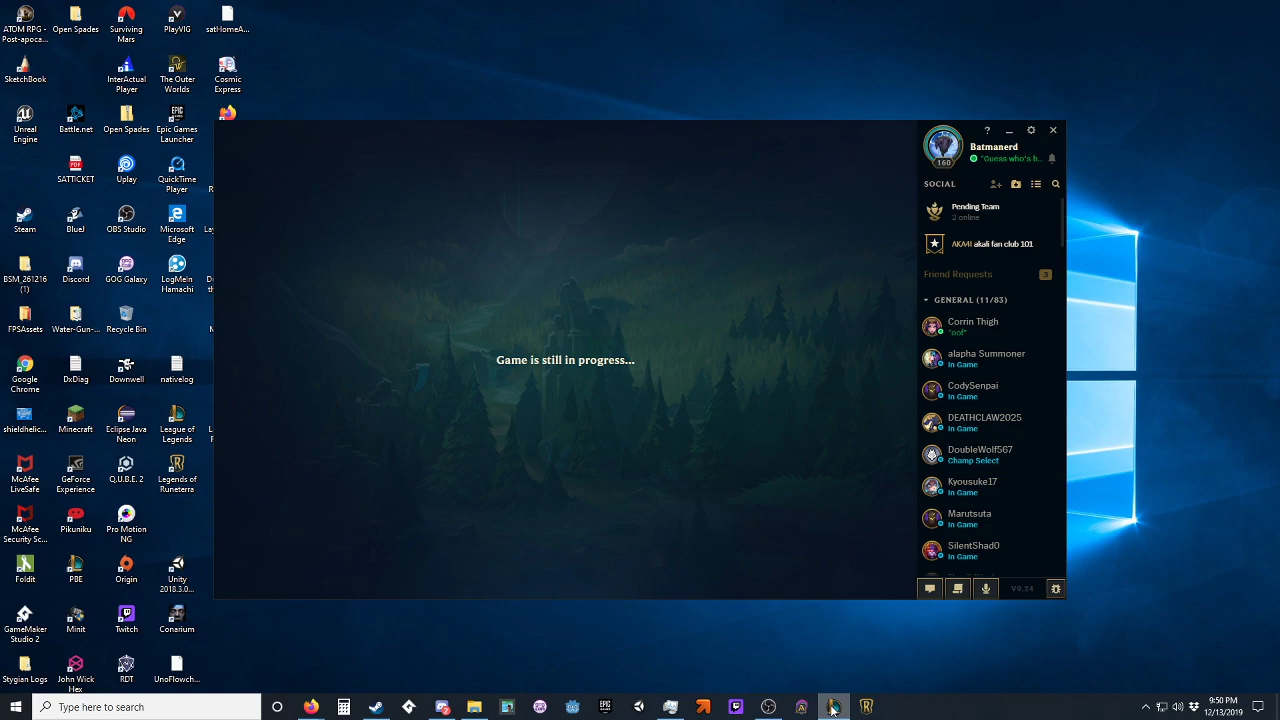 ATOM RPG -
Post-apoca...
Open Spades
Surviving
Mars
PlayVIG
satHomeA...
SketchBook
InterActual
Player
The Outer
Worlds
Cosmic
Express
Unreal
Engine
Battle.net
Open Spades
Epic Games
Launcher
SATTICKET
Uplay
QuickTime
Player
Steam
BlueJ
OBS Studio
Microsoft
Edge
BSM_261216
(1)
Discord
GOG Galaxy
LogMeIn
Hamachi
FPSAssets
Water-Gun-...
Recycle Bin
Google
Chrome
DxDiag
Downwell
nativelog
shieldhelic...
Minecraft
Eclipse Java
Neon
League of
Legends
McAfee
LiveSafe
GeForce
Experience
Q.U.B.E. 2
Legends of
Runeterra
McAfee
Security Sc...
Pikuniku
Pro Motion
NG
Foldit
PBE
Origin
Unity
2018.3.0...
GameMaker
Studio 2
Minit
Twitch
Conarium
Stygian Logs
John Wick
Hex
RDT
UnoFlowch...
Game is still in progress...
160
Batmanerd
"Guess who's b...
SOCIAL
Pending Team
2 online
AKA4I akali fan club 101
Friend Requests
3
GENERAL (11/83)
Corrin Thigh
"oof"
alapha Summoner
In Game
CodySenpai
In Game
DEATHCLAW2025
In Game
DoubleWolf567
Champ Select
Kyousuke17
In Game
Marutsuta
In Game
SilentShad0
In Game
V9.24
Type here to search
9:50 PM
12/13/2019